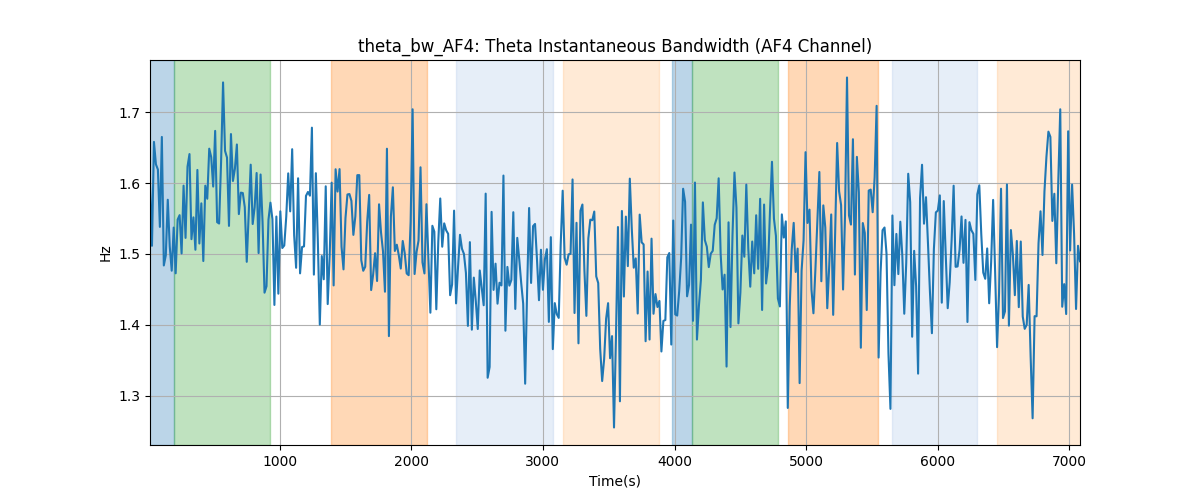 theta_bw_AF4: Theta Instantaneous Bandwidth (AF4 Channel)
1.7
1.6
1.5
1.4
1.3
Hz
1000 2000 3000 4000 5000 6000 7000
Time(s)